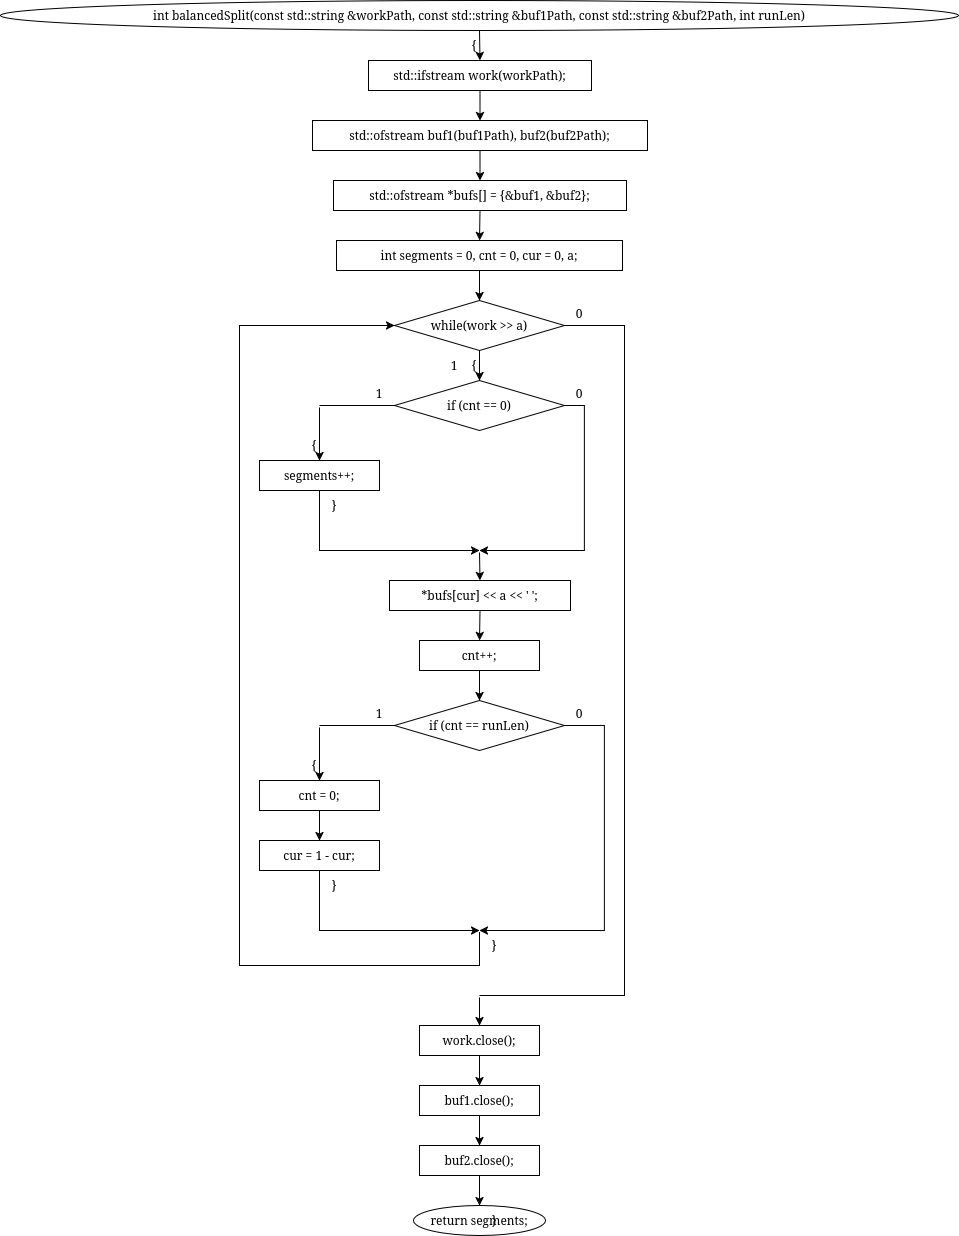 int balancedSplit(const std::string &workPath, const std::string &buf1Path, const std::string &buf2Path, int runLen)
{
std::ifstream work(workPath);
std::ofstream buf1(buf1Path), buf2(buf2Path);
std::ofstream *bufs[] = {&buf1, &buf2};
int segments = 0, cnt = 0, cur = 0, a;
0
while(work >> a)
1 {
1 0
if (cnt == 0)
{
segments++;
}
*bufs[cur] << a << ' ';
cnt++;
1 0
if (cnt == runLen)
{
cnt = 0;
cur = 1 - cur;
}
}
work.close();
buf1.close();
buf2.close();
return segments;
}